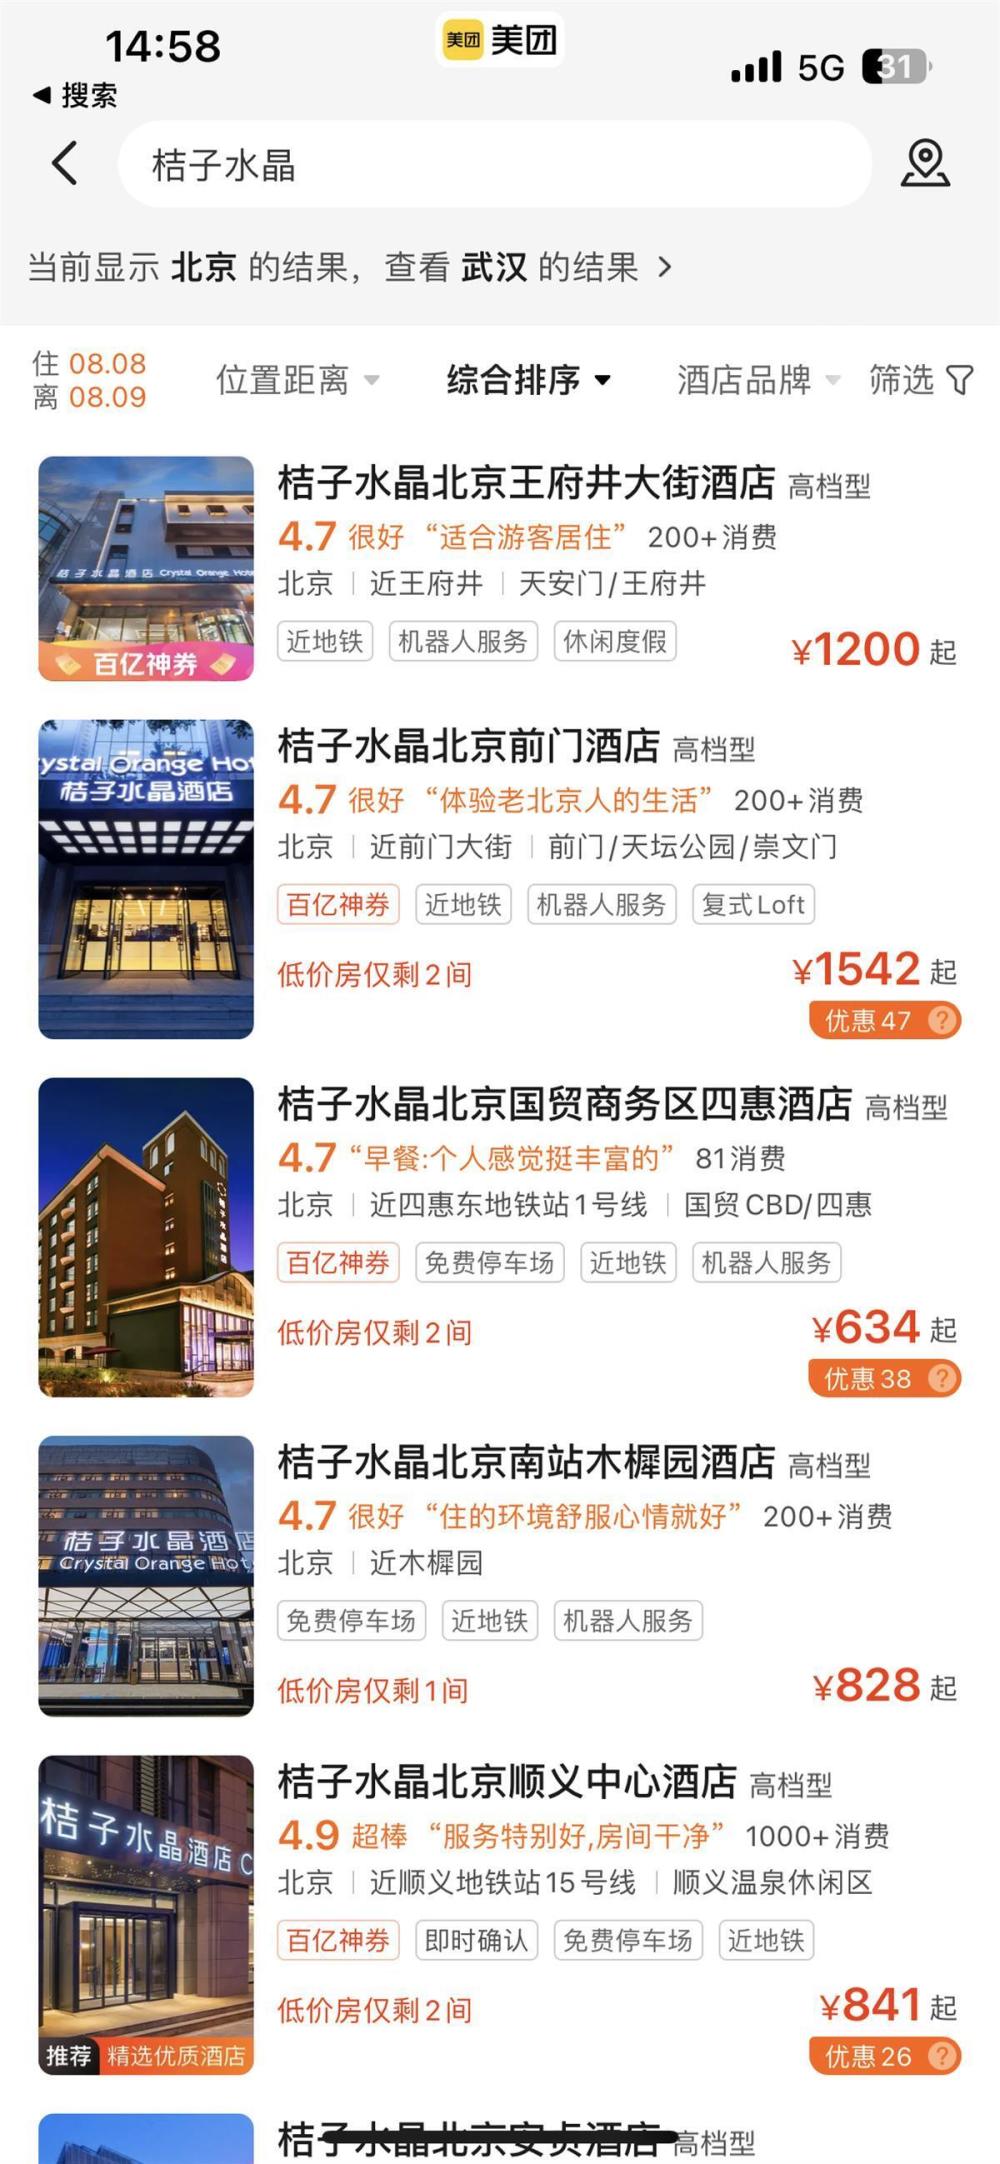 14:58
美团 美团
5G 31
◀ 搜索
桔子水晶
当前显示 北京 的结果，查看 武汉 的结果 >
住 08.08
离 08.09
位置距离 综合排序 酒店品牌 筛选
桔子水晶酒店 Crystal Orange Hote
百亿神券
桔子水晶北京王府井大街酒店 高档型
4.7 很好 “适合游客居住” 200+消费
北京 | 近王府井 | 天安门/王府井
近地铁 机器人服务 休闲度假
¥1200 起
ystal Orange Hot
桔子水晶酒店
桔子水晶北京前门酒店 高档型
4.7 很好 “体验老北京人的生活” 200+消费
北京 | 近前门大街 | 前门/天坛公园/崇文门
百亿神券 近地铁 机器人服务 复式Loft
低价房仅剩2间
¥1542 起
优惠47 ?
桔子水晶酒店
桔子水晶北京国贸商务区四惠酒店 高档型
4.7 “早餐:个人感觉挺丰富的” 81消费
北京 | 近四惠东地铁站1号线 | 国贸CBD/四惠
百亿神券 免费停车场 近地铁 机器人服务
低价房仅剩2间
¥634 起
优惠38 ?
桔子水晶酒店
Crystal Orange Hot
桔子水晶北京南站木樨园酒店 高档型
4.7 很好 “住的环境舒服心情就好” 200+消费
北京 | 近木樨园
免费停车场 近地铁 机器人服务
低价房仅剩1间
¥828 起
桔子水晶酒店 C
推荐 精选优质酒店
桔子水晶北京顺义中心酒店 高档型
4.9 超棒 “服务特别好,房间干净” 1000+消费
北京 | 近顺义地铁站15号线 | 顺义温泉休闲区
百亿神券 即时确认 免费停车场 近地铁
低价房仅剩2间
¥841 起
优惠26 ?
桔子水晶北京安贞酒店 高档型